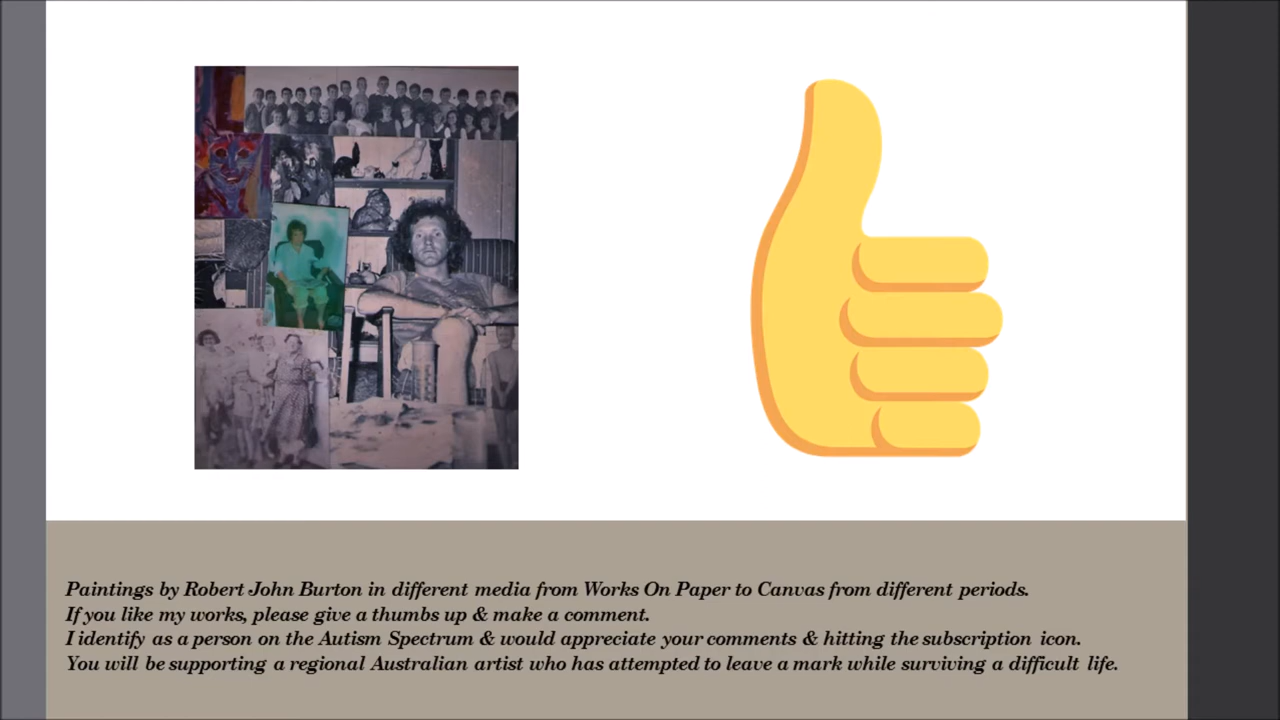 Paintings by Robert John Burton in different media from Works On Paper to Canvas from different periods.
If you like my works, please give a thumbs up & make a comment.
I identify as a person on the Autism Spectrum & would appreciate your comments & hitting the subscription icon.
You will be supporting a regional Australian artist who has attempted to leave a mark while surviving a difficult life.